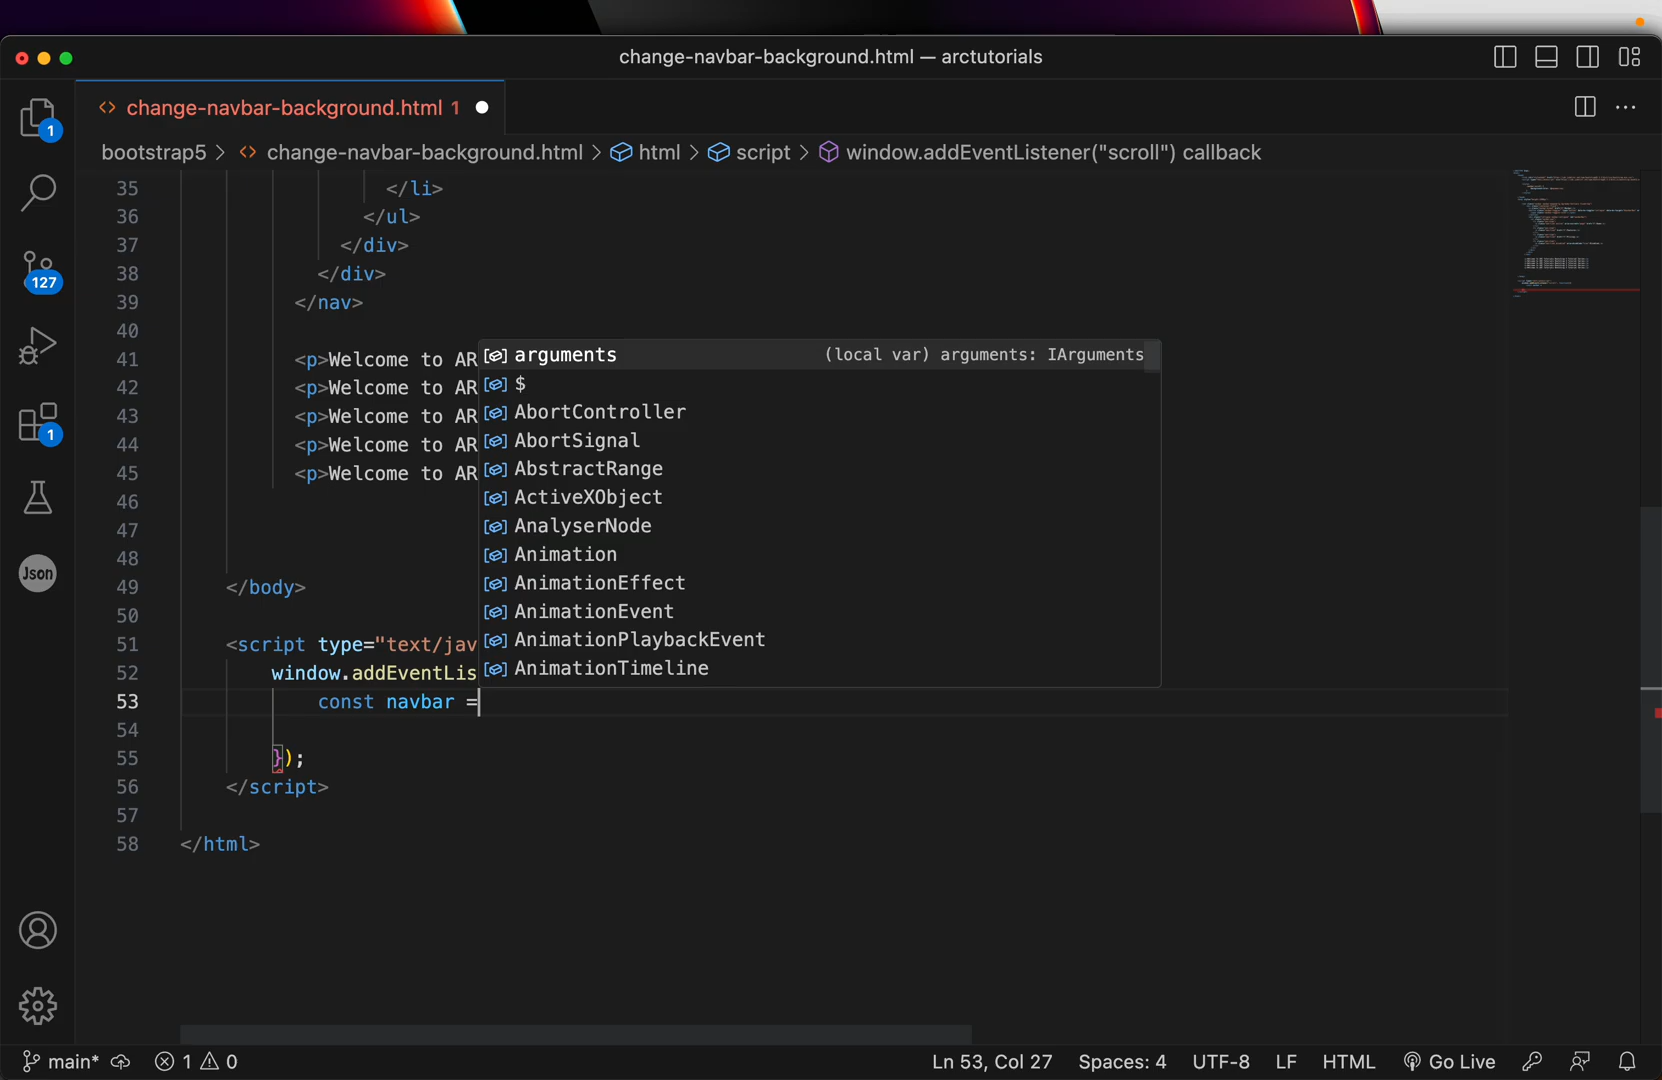 change-navbar-background.html — arctutorials
<> change-navbar-background.html 1
bootstrap5 > <> change-navbar-background.html > html > script > window.addEventListener("scroll") callback
1
127
1
Json
35 </li>
36 </ul>
37 </div>
38 </div>
39 </nav>
40
41 <p>Welcome to AR
42 <p>Welcome to AR
43 <p>Welcome to AR
44 <p>Welcome to AR
45 <p>Welcome to AR
46
47
48
49 </body>
50
51 <script type="text/jav
52 window.addEventLis
53 const navbar =
54
55 });
56 </script>
57
58 </html>
arguments (local var) arguments: IArguments
$
AbortController
AbortSignal
AbstractRange
ActiveXObject
AnalyserNode
Animation
AnimationEffect
AnimationEvent
AnimationPlaybackEvent
AnimationTimeline
main* 1 0 Ln 53, Col 27 Spaces: 4 UTF-8 LF HTML Go Live